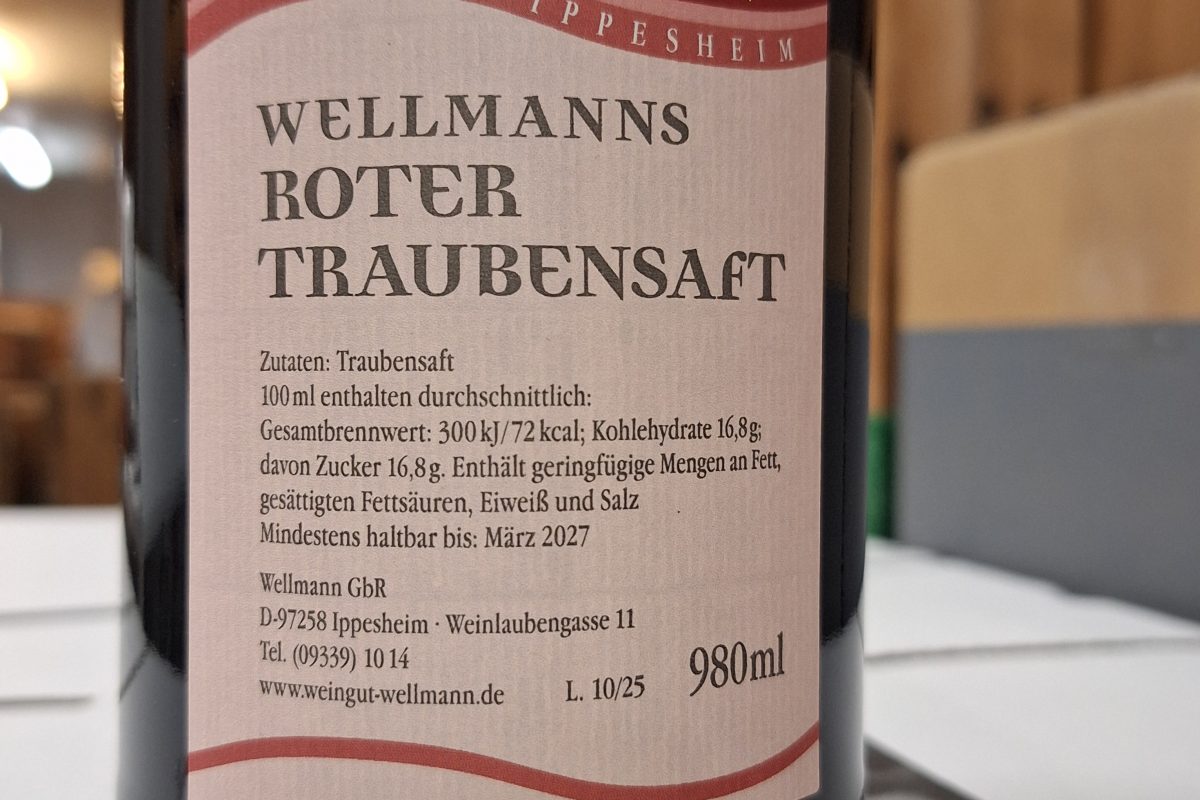 IPPESHEIM
WELLMANNS
ROTER
TRAUBENSAFT
Zutaten: Traubensaft
100 ml enthalten durchschnittlich:
Gesamtbrennwert: 300 kJ/72 kcal; Kohlehydrate 16,8 g;
davon Zucker 16,8 g. Enthält geringfügige Mengen an Fett,
gesättigten Fettsäuren, Eiweiß und Salz
Mindestens haltbar bis: März 2027
Wellmann GbR
D-97258 Ippesheim · Weinlaubengasse 11
Tel. (09339) 10 14
www.weingut-wellmann.de L. 10/25 980ml